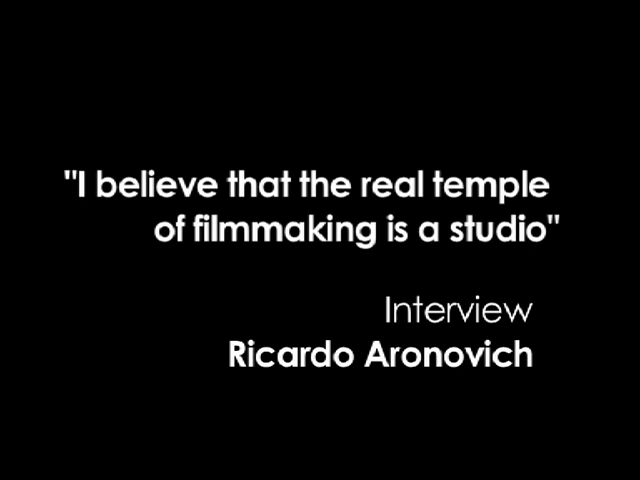 "I believe that the real temple
of filmmaking is a studio"
Interview
Ricardo Aronovich